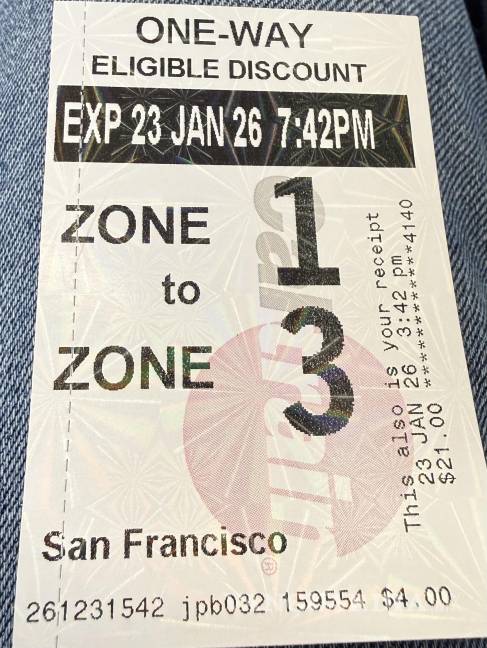 ONE-WAY
ELIGIBLE DISCOUNT
EXP 23 JAN 26 7:42PM
ZONE 1
to
ZONE 3
Caltrain
San Francisco
®
261231542 jpb032 159554 $4.00
This also is your receipt
23 JAN 26 3:42 pm
$21.00 ************4140